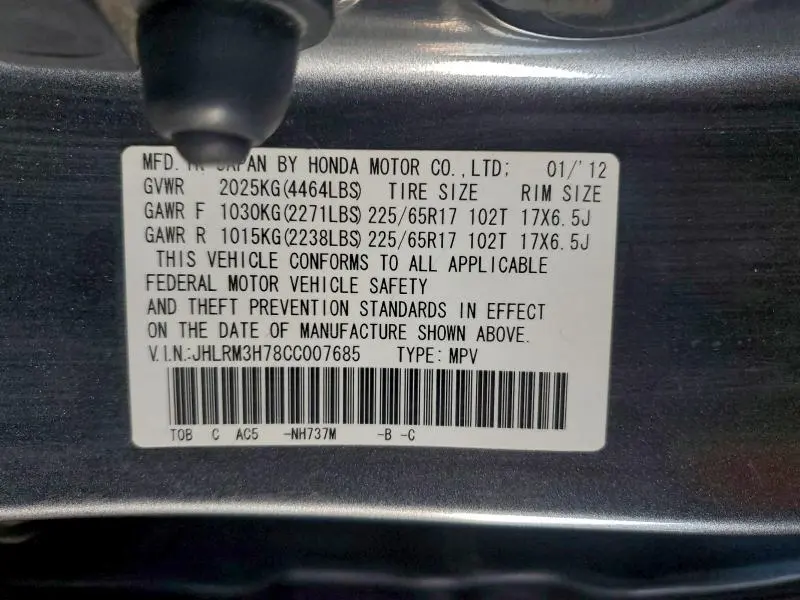 MFD. IN JAPAN BY HONDA MOTOR CO.,LTD; 01/'12
GVWR 2025KG(4464LBS) TIRE SIZE RIM SIZE
GAWR F 1030KG(2271LBS) 225/65R17 102T 17X6.5J
GAWR R 1015KG(2238LBS) 225/65R17 102T 17X6.5J
THIS VEHICLE CONFORMS TO ALL APPLICABLE
FEDERAL MOTOR VEHICLE SAFETY
AND THEFT PREVENTION STANDARDS IN EFFECT
ON THE DATE OF MANUFACTURE SHOWN ABOVE.
V.I.N.:JHLRM3H78CC007685 TYPE: MPV
TOB C AC5 -NH737M -B -C